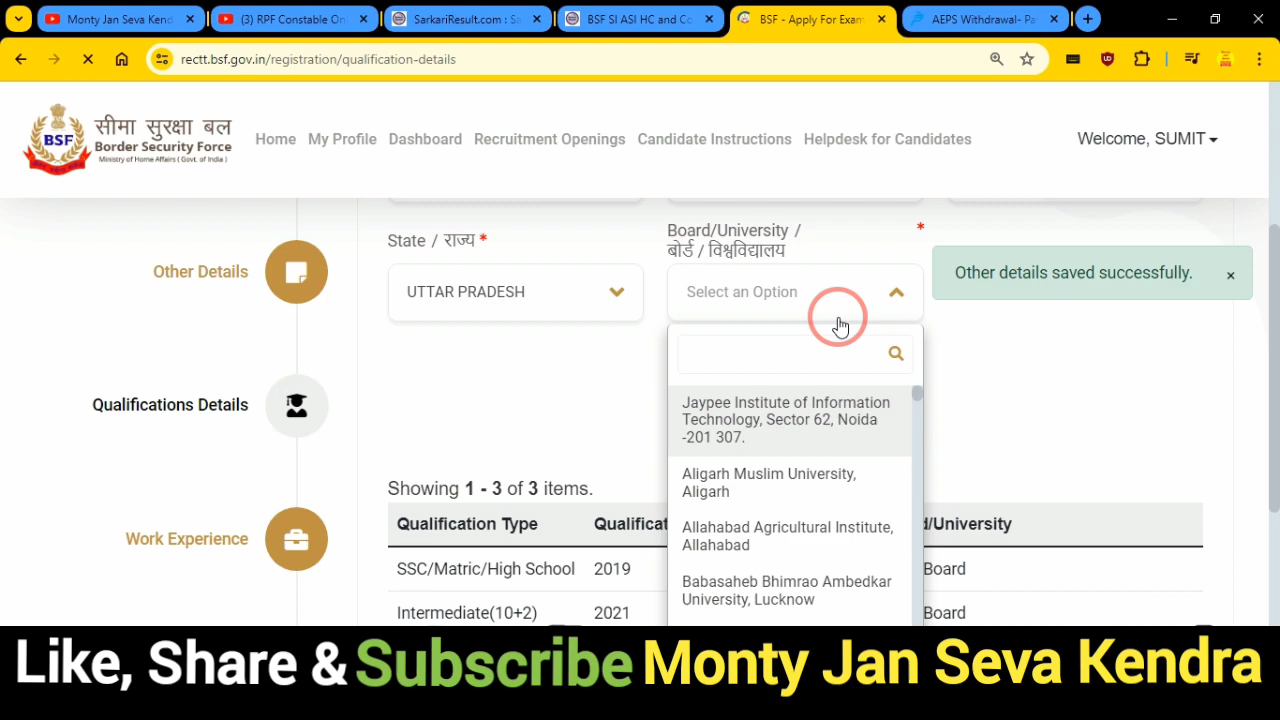 Monty Jan Seva Kend
(3) RPF Constable On
SarkariResult.com : Sa
BSF SI ASI HC and Co
BSF - Apply For Exam
AEPS Withdrawal- Pa
rectt.bsf.gov.in/registration/qualification-details
BSF
सीमा सुरक्षा बल
Border Security Force
Ministry of Home Affairs ( Govt. of India )
Home My Profile Dashboard Recruitment Openings Candidate Instructions Helpdesk for Candidates
Welcome, SUMIT
State / राज्य *
Board/University / *
बोर्ड / विश्वविद्यालय
Other Details
Other details saved successfully. ×
UTTAR PRADESH
Select an Option
Jaypee Institute of Information
Technology, Sector 62, Noida
-201 307.
Qualifications Details
Aligarh Muslim University,
Aligarh
Showing 1 - 3 of 3 items.
Allahabad Agricultural Institute,
Allahabad
Qualification Type Qualificat d/University
Work Experience
SSC/Matric/High School 2019 Board
Babasaheb Bhimrao Ambedkar
University, Lucknow
Intermediate(10+2) 2021 Board
Like, Share & Subscribe Monty Jan Seva Kendra